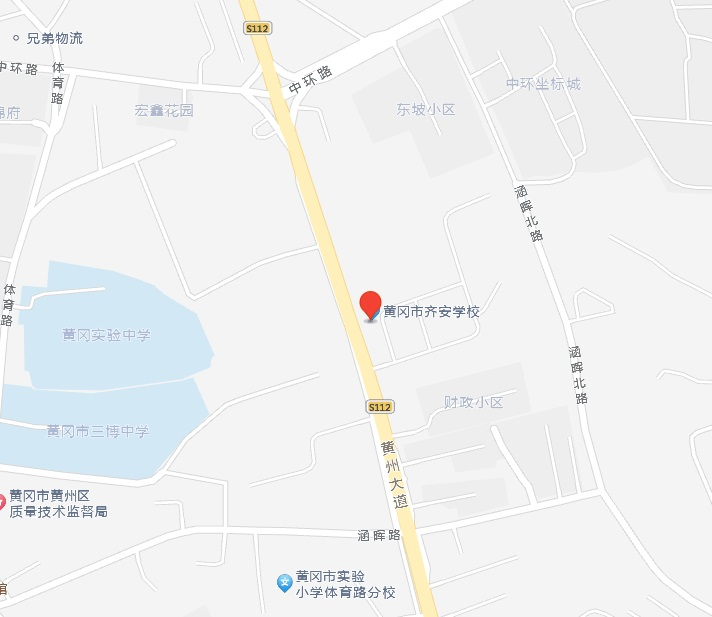 S112
兄弟物流
中环路
体育路
中环路
宏鑫花园
东坡小区
中环坐标城
涵晖北路
体育路
黄冈市齐安学校
黄冈实验中学
涵晖北路
S112
财政小区
黄冈市三博中学
黄州大道
黄冈市黄州区
质量技术监督局
涵晖路
黄冈市实验
小学体育路分校